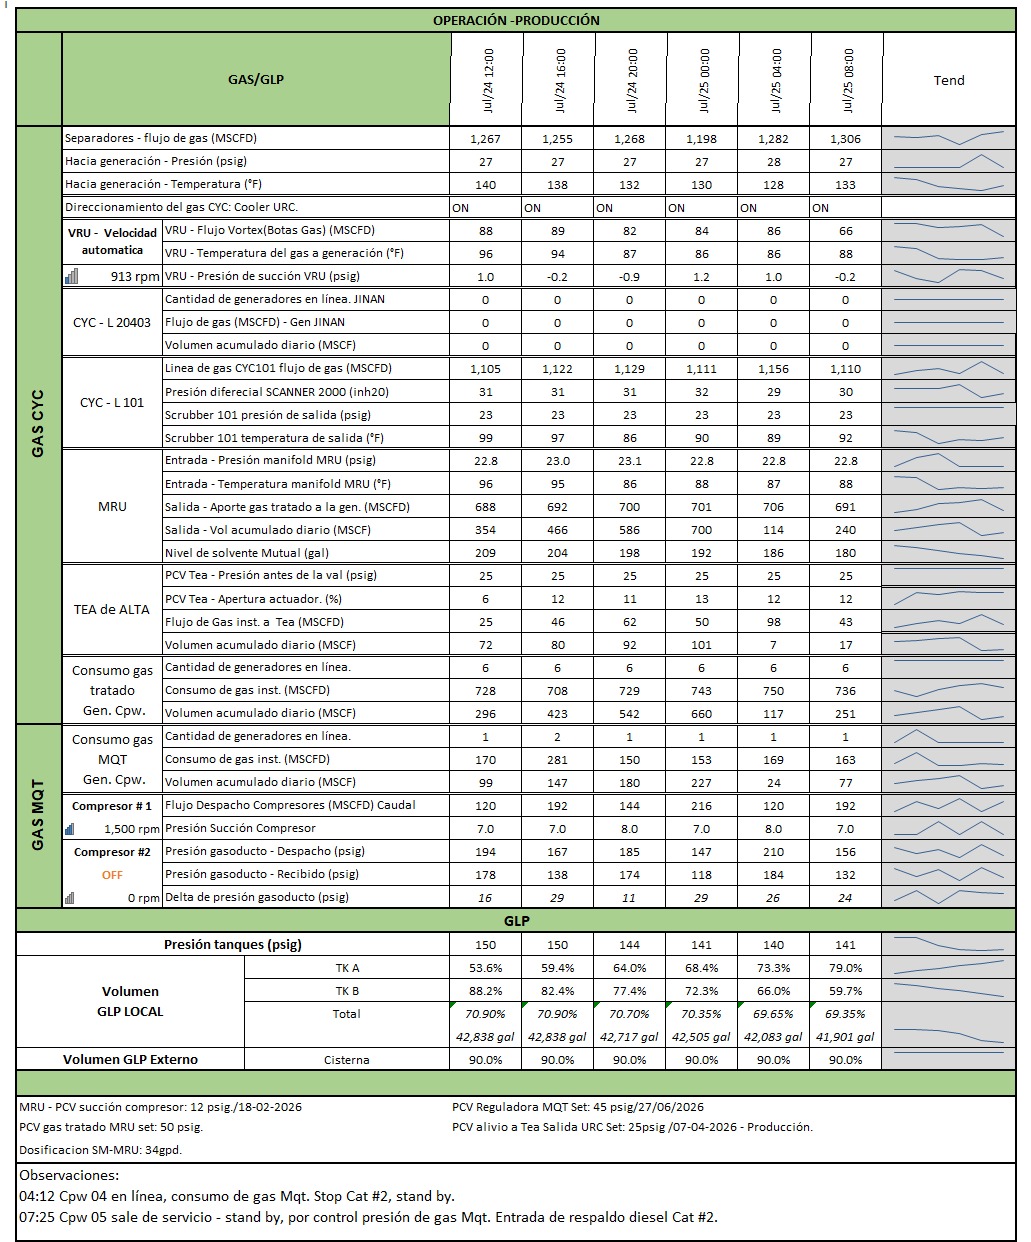 OPERACIÓN -PRODUCCIÓN
GAS/GLP Jul/24 12:00 Jul/24 16:00 Jul/24 20:00 Jul/25 00:00 Jul/25 04:00 Jul/25 08:00 Tend
GAS CYC
Separadores - flujo de gas (MSCFD) 1,267 1,255 1,268 1,198 1,282 1,306
Hacia generación - Presión (psig) 27 27 27 27 28 27
Hacia generación - Temperatura (°F) 140 138 132 130 128 133
Direccionamiento del gas CYC: Cooler URC. ON ON ON ON ON ON
VRU - Velocidad automatica
913 rpm
VRU - Flujo Vortex(Botas Gas) (MSCFD) 88 89 82 84 86 66
VRU - Temperatura del gas a generación (°F) 96 94 87 86 86 88
VRU - Presión de succión VRU (psig) 1.0 -0.2 -0.9 1.2 1.0 -0.2
CYC - L 20403
Cantidad de generadores en línea. JINAN 0 0 0 0 0 0
Flujo de gas (MSCFD) - Gen JINAN 0 0 0 0 0 0
Volumen acumulado diario (MSCF) 0 0 0 0 0 0
CYC - L 101
Linea de gas CYC101 flujo de gas (MSCFD) 1,105 1,122 1,129 1,111 1,156 1,110
Presión diferecial SCANNER 2000 (inh20) 31 31 31 32 29 30
Scrubber 101 presión de salida (psig) 23 23 23 23 23 23
Scrubber 101 temperatura de salida (°F) 99 97 86 90 89 92
MRU
Entrada - Presión manifold MRU (psig) 22.8 23.0 23.1 22.8 22.8 22.8
Entrada - Temperatura manifold MRU (°F) 96 95 86 88 87 88
Salida - Aporte gas tratado a la gen. (MSCFD) 688 692 700 701 706 691
Salida - Vol acumulado diario (MSCF) 354 466 586 700 114 240
Nivel de solvente Mutual (gal) 209 204 198 192 186 180
TEA de ALTA
PCV Tea - Presión antes de la val (psig) 25 25 25 25 25 25
PCV Tea - Apertura actuador. (%) 6 12 11 13 12 12
Flujo de Gas inst. a Tea (MSCFD) 25 46 62 50 98 43
Volumen acumulado diario (MSCF) 72 80 92 101 7 17
Consumo gas
tratado
Gen. Cpw.
Cantidad de generadores en línea. 6 6 6 6 6 6
Consumo de gas inst. (MSCFD) 728 708 729 743 750 736
Volumen acumulado diario (MSCF) 296 423 542 660 117 251
GAS MQT
Consumo gas
MQT
Gen. Cpw.
Cantidad de generadores en línea. 1 2 1 1 1 1
Consumo de gas inst. (MSCFD) 170 281 150 153 169 163
Volumen acumulado diario (MSCF) 99 147 180 227 24 77
Compresor # 1
1,500 rpm
Flujo Despacho Compresores (MSCFD) Caudal 120 192 144 216 120 192
Presión Succión Compresor 7.0 7.0 8.0 7.0 8.0 7.0
Compresor #2
OFF
0 rpm
Presión gasoducto - Despacho (psig) 194 167 185 147 210 156
Presión gasoducto - Recibido (psig) 178 138 174 118 184 132
Delta de presión gasoducto (psig) 16 29 11 29 26 24
GLP
Presión tanques (psig) 150 150 144 141 140 141
Volumen
GLP LOCAL
TK A 53.6% 59.4% 64.0% 68.4% 73.3% 79.0%
TK B 88.2% 82.4% 77.4% 72.3% 66.0% 59.7%
Total 70.90% 70.90% 70.70% 70.35% 69.65% 69.35%
42,838 gal 42,838 gal 42,717 gal 42,505 gal 42,083 gal 41,901 gal
Volumen GLP Externo Cisterna 90.0% 90.0% 90.0% 90.0% 90.0% 90.0%
MRU - PCV succión compresor: 12 psig./18-02-2026 PCV Reguladora MQT Set: 45 psig/27/06/2026
PCV gas tratado MRU set: 50 psig. PCV alivio a Tea Salida URC Set: 25psig /07-04-2026 - Producción.
Dosificacion SM-MRU: 34gpd.
Observaciones:
04:12 Cpw 04 en línea, consumo de gas Mqt. Stop Cat #2, stand by.
07:25 Cpw 05 sale de servicio - stand by, por control presión de gas Mqt. Entrada de respaldo diesel Cat #2.